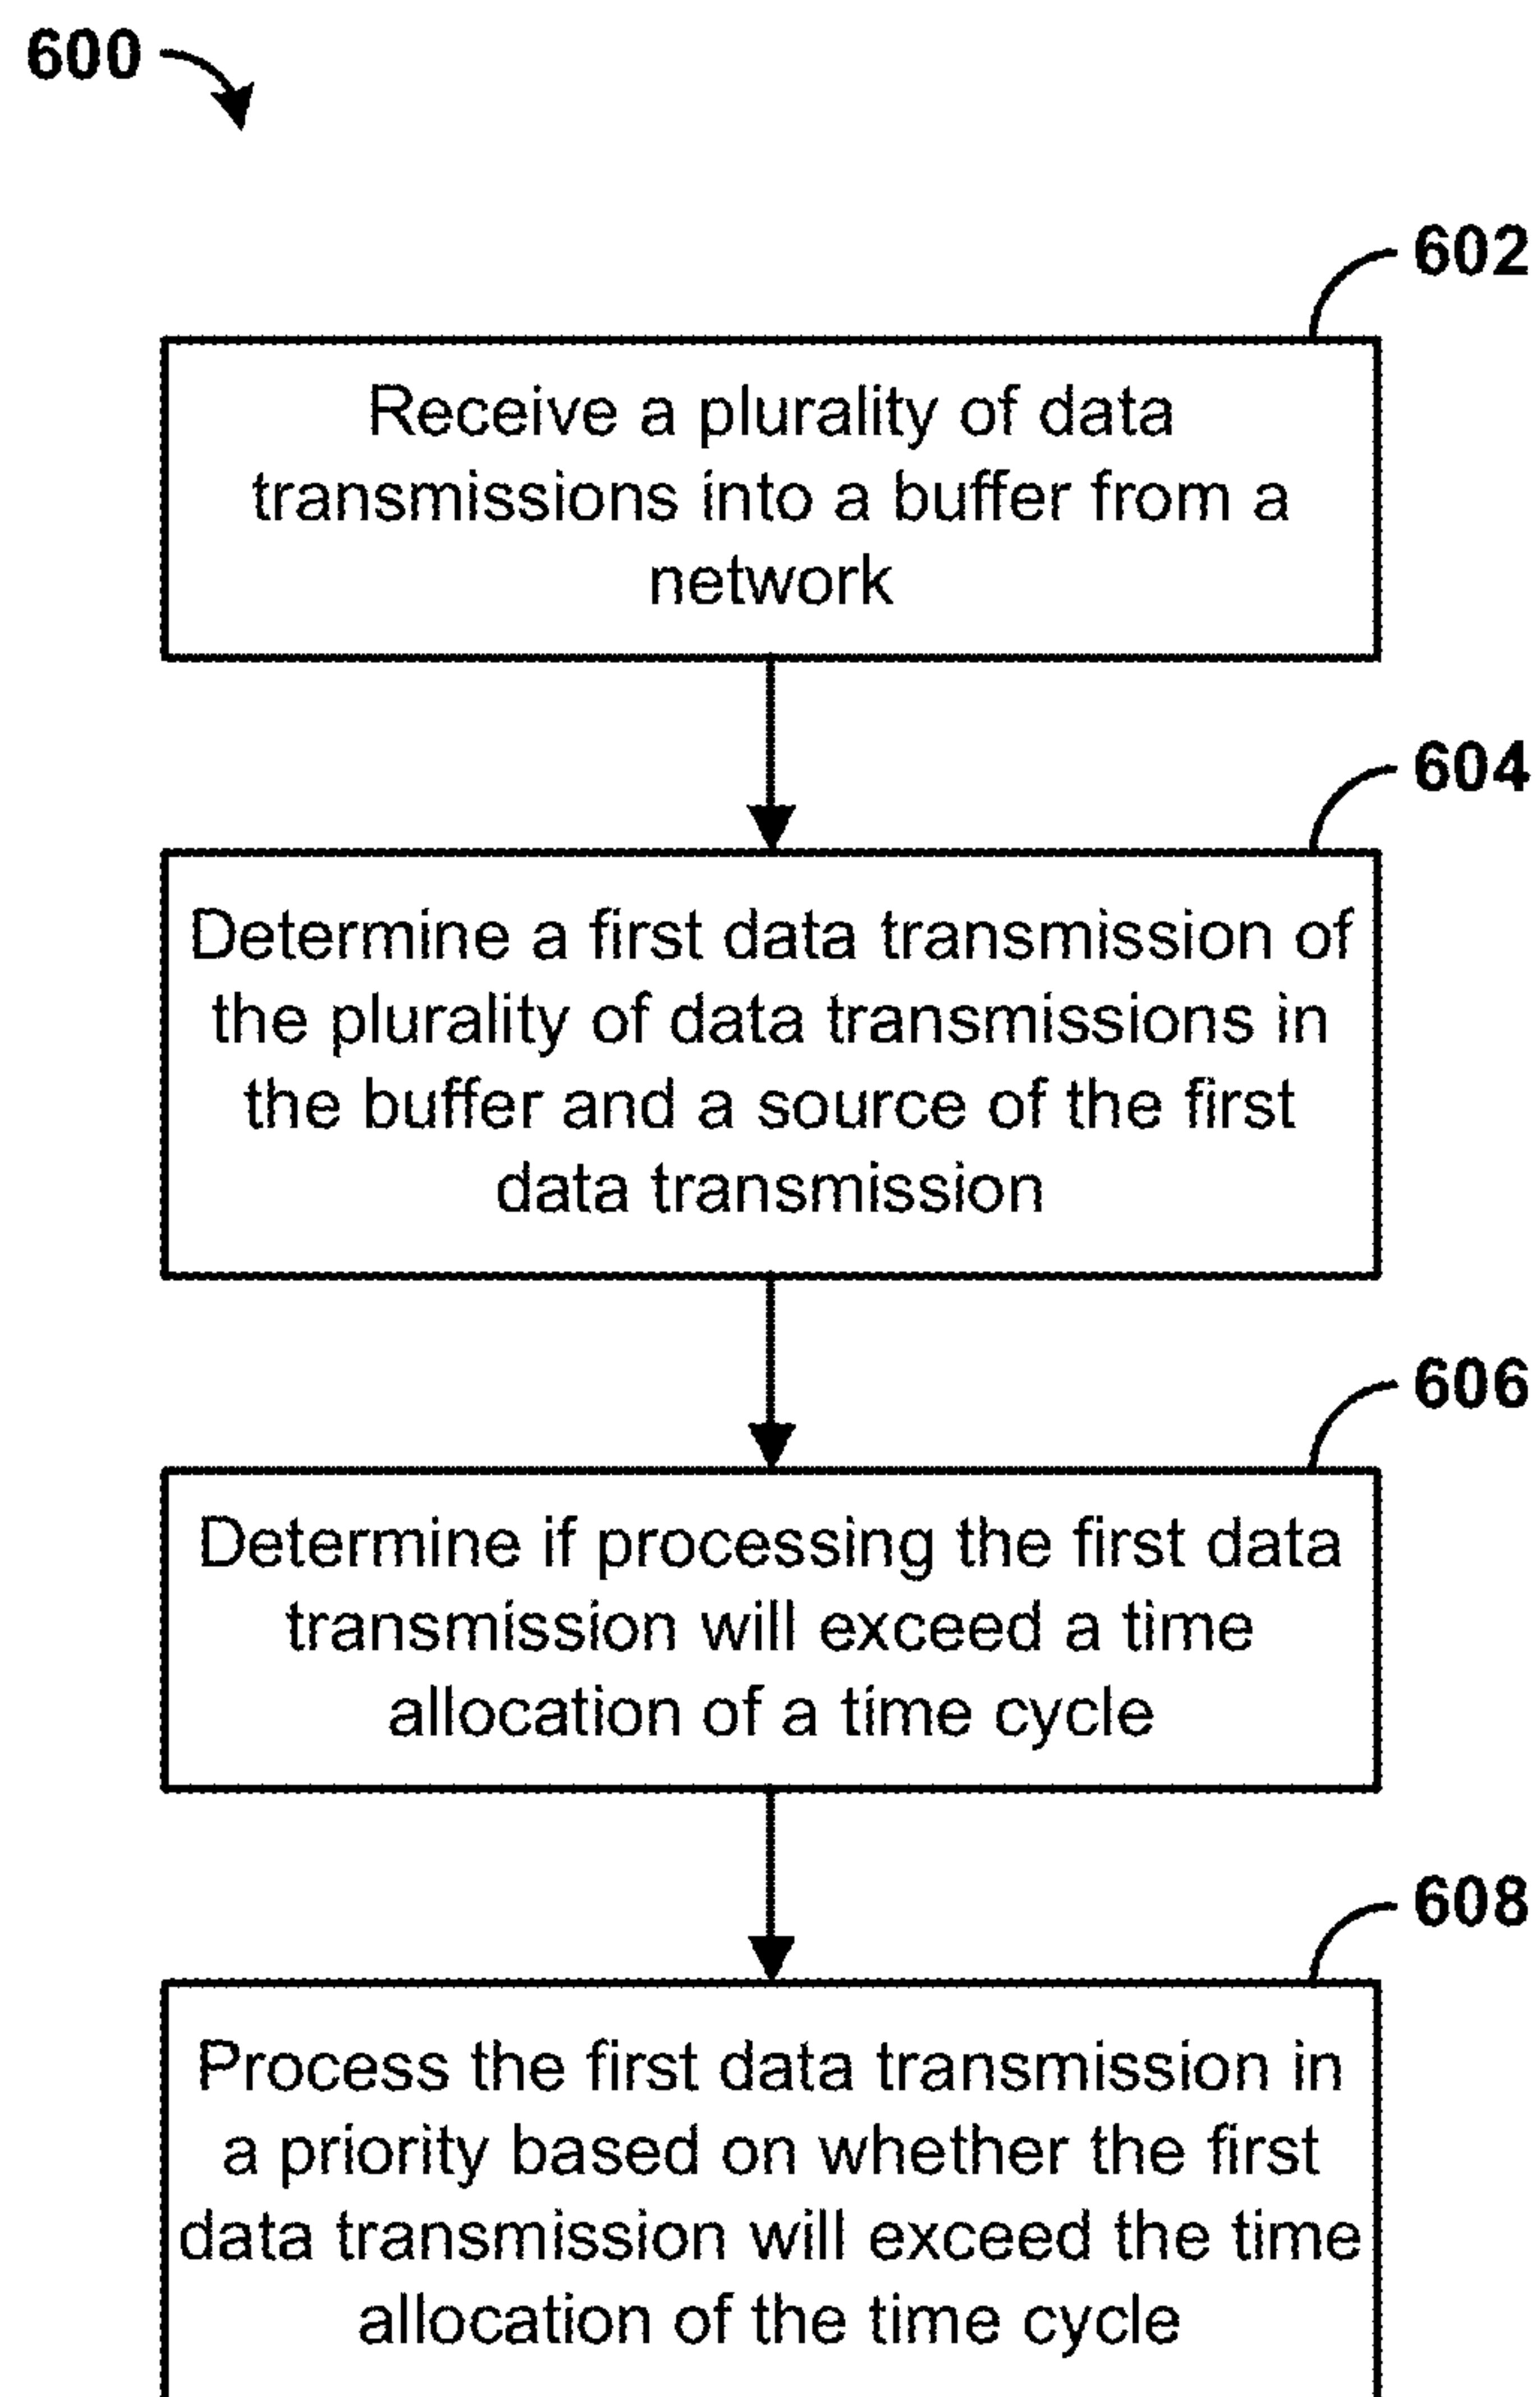 600
602
Receive a plurality of data
transmissions into a buffer from a
network
604
Determine a first data transmission of
the plurality of data transmissions in
the buffer and a source of the first
data transmission
606
Determine if processing the first data
transmission will exceed a time
allocation of a time cycle
608
Process the first data transmission in
a priority based on whether the first
data transmission will exceed the time
allocation of the time cycle